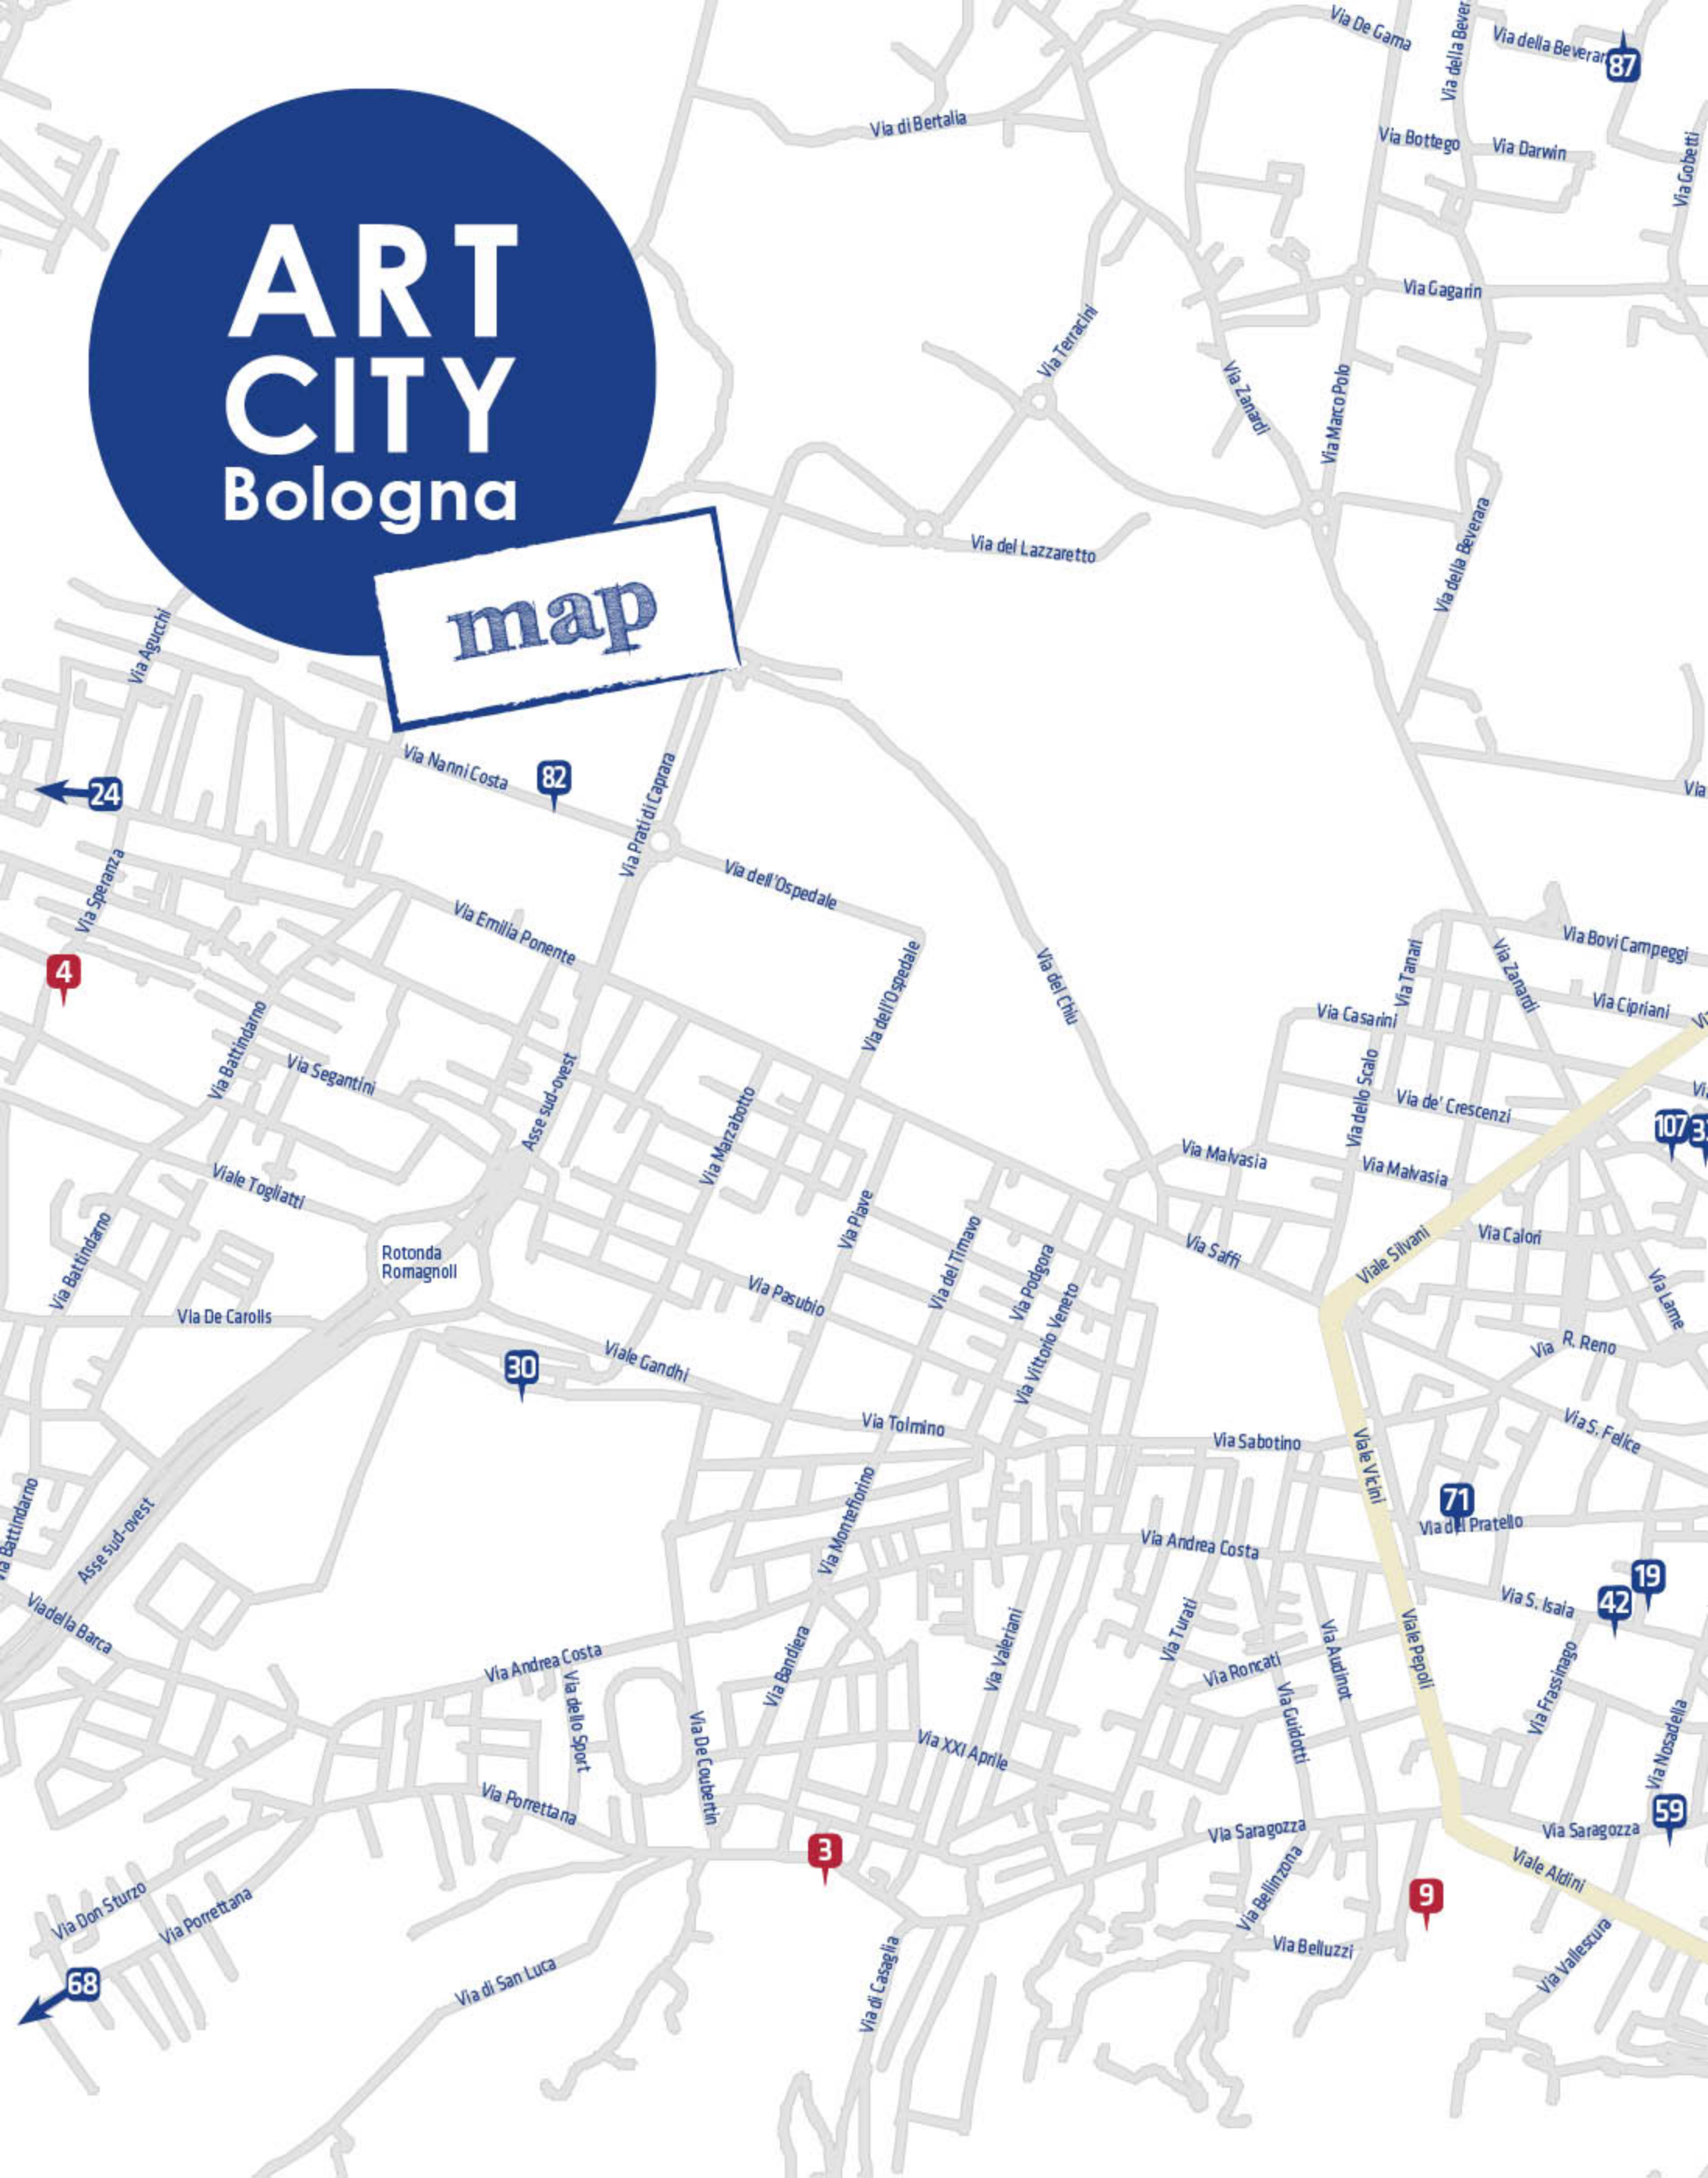 ART
CITY
Bologna
map
Via De Gama
Via della Bever
Via della Beverar
87
Via di Bertalia
Via Bottego
Via Darwin
Via Gobetti
Via Gagarin
Via Terracini
Via Zanardi
Via Marco Polo
Via del Lazzaretto
Via della Beverara
Via Agucchi
Via Nanni Costa
82
Via Prati di Caprara
24
Via
Via Speranza
Via dell'Ospedale
Via Emilia Ponente
4
Via dell'Ospedale
Via del Chiù
Via Tanari
Via Zanardi
Via Bovi Campeggi
Via Cipriani
Via Casarini
Via Battindarno
Via Segantini
Asse sud-ovest
Via Marzabotto
Via dello Scalo
Via de' Crescenzi
107
Via Malvasia
Via Malvasia
Viale Togliatti
Via Battindarno
Rotonda
Romagnoli
Via Piave
Via del Timavo
Via Podgora
Via Saffi
Viale Silvani
Via Calori
Via Lame
VIa De Carolls
Via Pasubio
Via Vittorio Veneto
Via R. Reno
30
Viale Gandhi
Via Tolmino
Via Sabotino
Viale Vicini
Via S. Felice
a Battindarno
Asse sud-ovest
Via Montefiorino
71
Via del Pratello
Via Andrea Costa
19
42
Via S. Isaia
Viadella Barca
Via Andrea Costa
Via dello Sport
Via Bandiera
Via Valeriani
Via Turati
Via Roncati
Via Audinot
Viale Pepoli
Via Frassinago
Via Guidotti
Via Nosadella
Via De Coubertin
Via XXI Aprile
Via Porrettana
3
Via Saragozza
Via Saragozza
59
Viale Aldini
9
Via Bellinzona
Via Don Sturzo
Via Porrettana
Via Belluzzi
Via Vallescura
68
Via di San Luca
Via di Casaglia